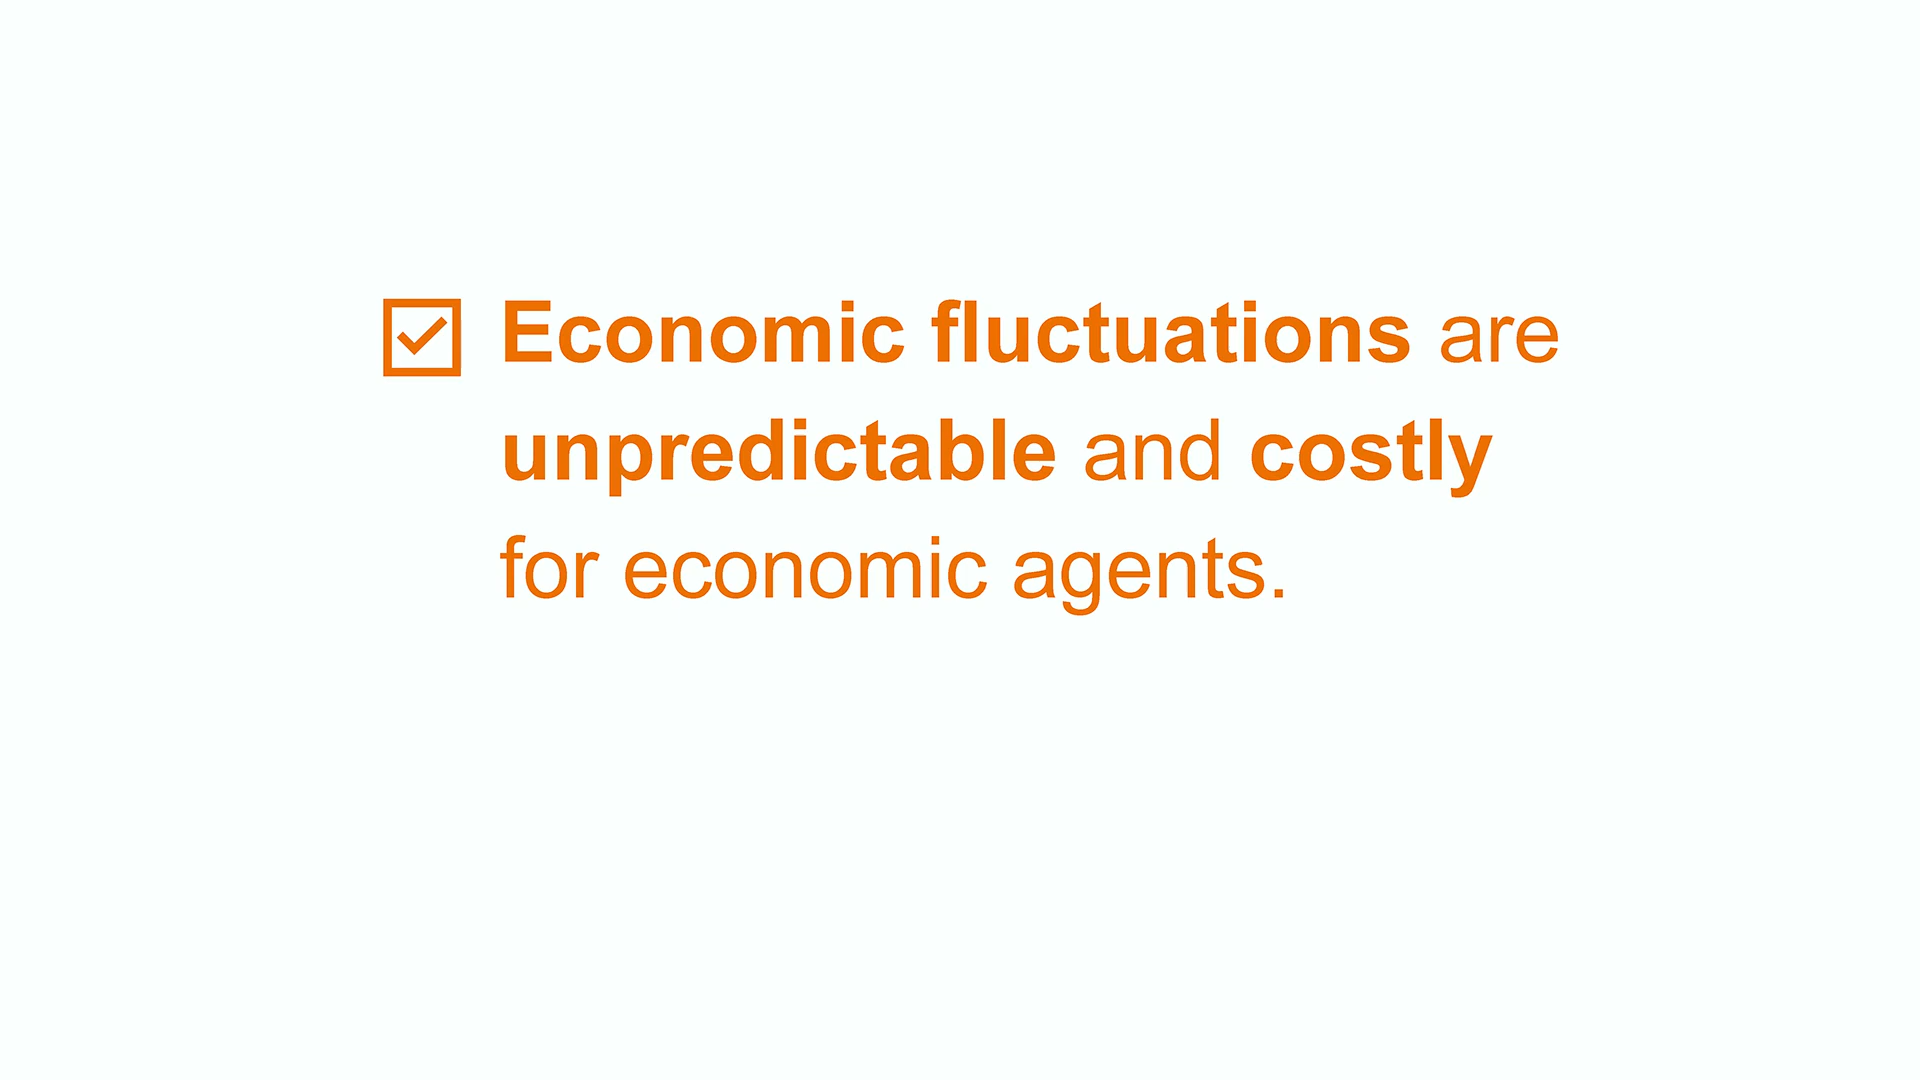 Economic fluctuations are
unpredictable and costly
for economic agents.